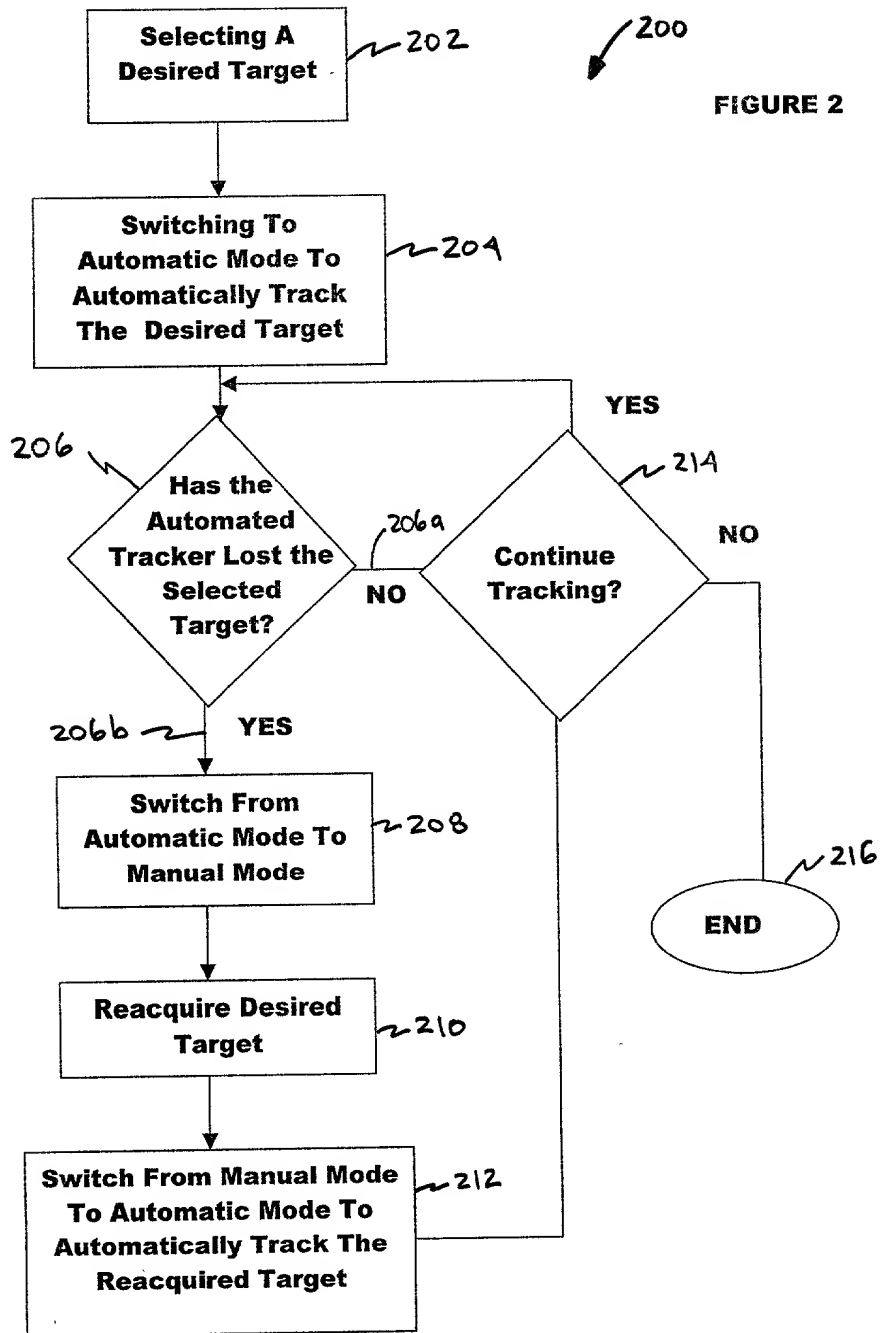 Selecting A
Desired Target
202
200
FIGURE 2
Switching To
Automatic Mode To
Automatically Track
The Desired Target
204
YES
206
214
Has the
Automated
Tracker Lost the
Selected
Target?
206a
NO
Continue
Tracking?
NO
206b
YES
Switch From
Automatic Mode To
Manual Mode
208
216
END
Reacquire Desired
Target
210
Switch From Manual Mode
To Automatic Mode To
Automatically Track The
Reacquired Target
212